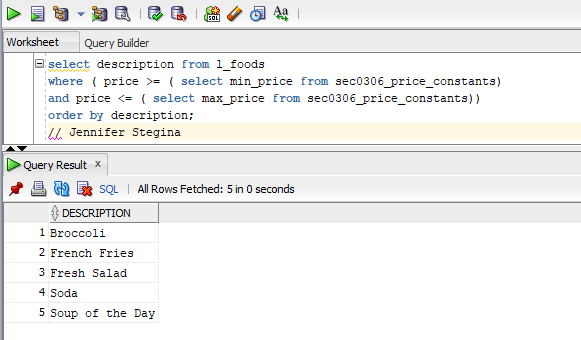 SQL
Aa
Worksheet Query Builder
select description from l_foods
where ( price >= ( select min_price from sec0306_price_constants)
and price <= ( select max_price from sec0306_price_constants))
order by description;
// Jennifer Stegina
Query Result x
SQL | All Rows Fetched: 5 in 0 seconds
DESCRIPTION
1 Broccoli
2 French Fries
3 Fresh Salad
4 Soda
5 Soup of the Day